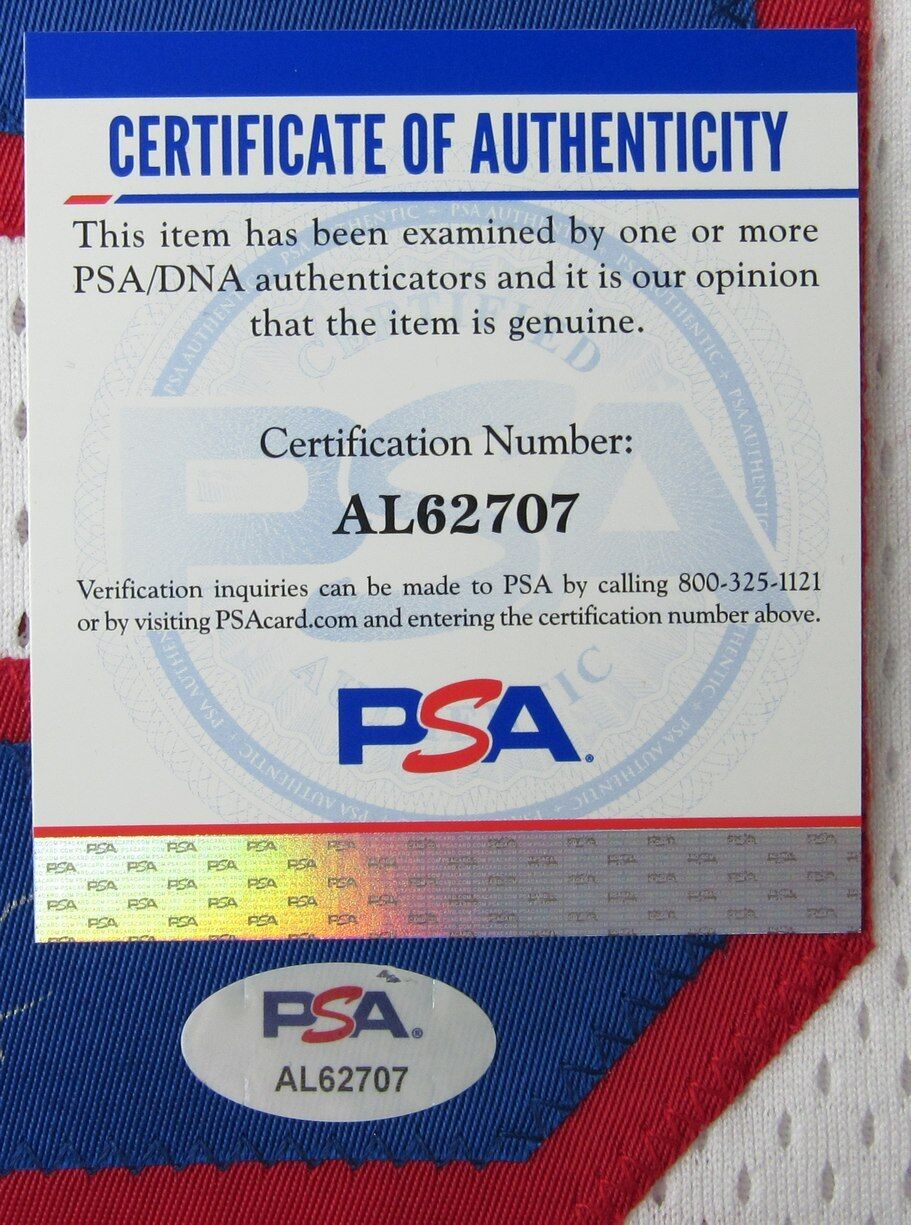 CERTIFICATE OF AUTHENTICITY
This item has been examined by one or more
PSA/DNA authenticators and it is our opinion
that the item is genuine.
CERTIFIED
Certification Number:
AL62707
Verification inquiries can be made to PSA by calling 800-325-1121
or by visiting PSAcard.com and entering the certification number above.
PSA®
PSA
AL62707